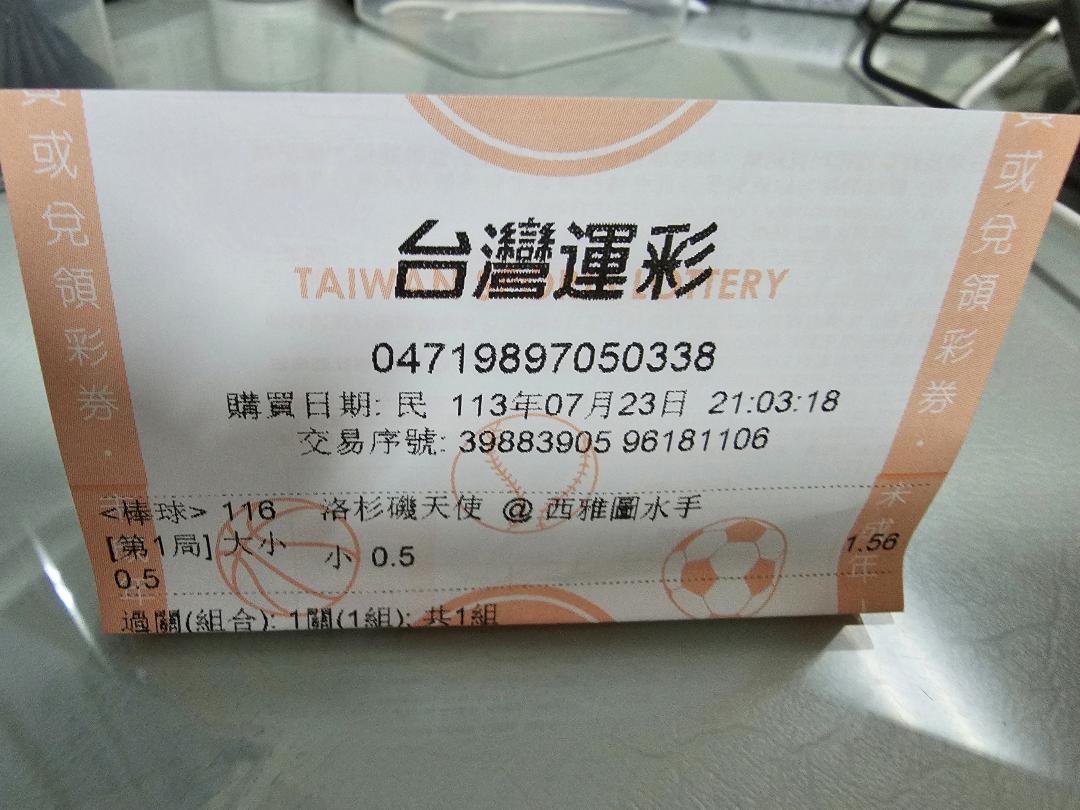 台灣運彩
TAIWAN SPORTS LOTTERY
04719897050338
購買日期: 民 113年07月23日 21:03:18
交易序號: 39883905 96181106
<棒球> 116 洛杉磯天使 @ 西雅圖水手
[第1局] 大小 小 0.5 1.56
0.5
過關(組合): 1關(1組); 共1組
或兌領彩券 ·
或兌領彩券 ·
未成年